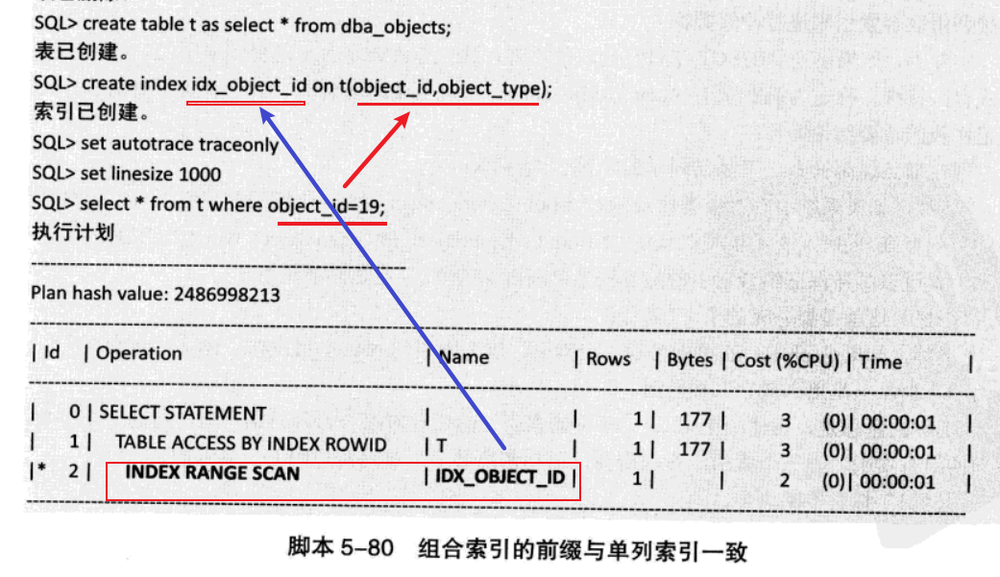 SQL> create table t as select * from dba_objects;
表已创建。
SQL> create index idx_object_id on t(object_id,object_type);
索引已创建。
SQL> set autotrace traceonly
SQL> set linesize 1000
SQL> select * from t where object_id=19;
执行计划
----------------------------------------------------------
Plan hash value: 2486998213
----------------------------------------------------------
| Id | Operation | Name | Rows | Bytes | Cost (%CPU) | Time |
----------------------------------------------------------
| 0 | SELECT STATEMENT | | 1 | 177 | 3 (0)| 00:00:01 |
| 1 | TABLE ACCESS BY INDEX ROWID | T | 1 | 177 | 3 (0)| 00:00:01 |
|* 2 | INDEX RANGE SCAN | IDX_OBJECT_ID | 1 | | 2 (0)| 00:00:01 |
----------------------------------------------------------
脚本 5-80 组合索引的前缀与单列索引一致